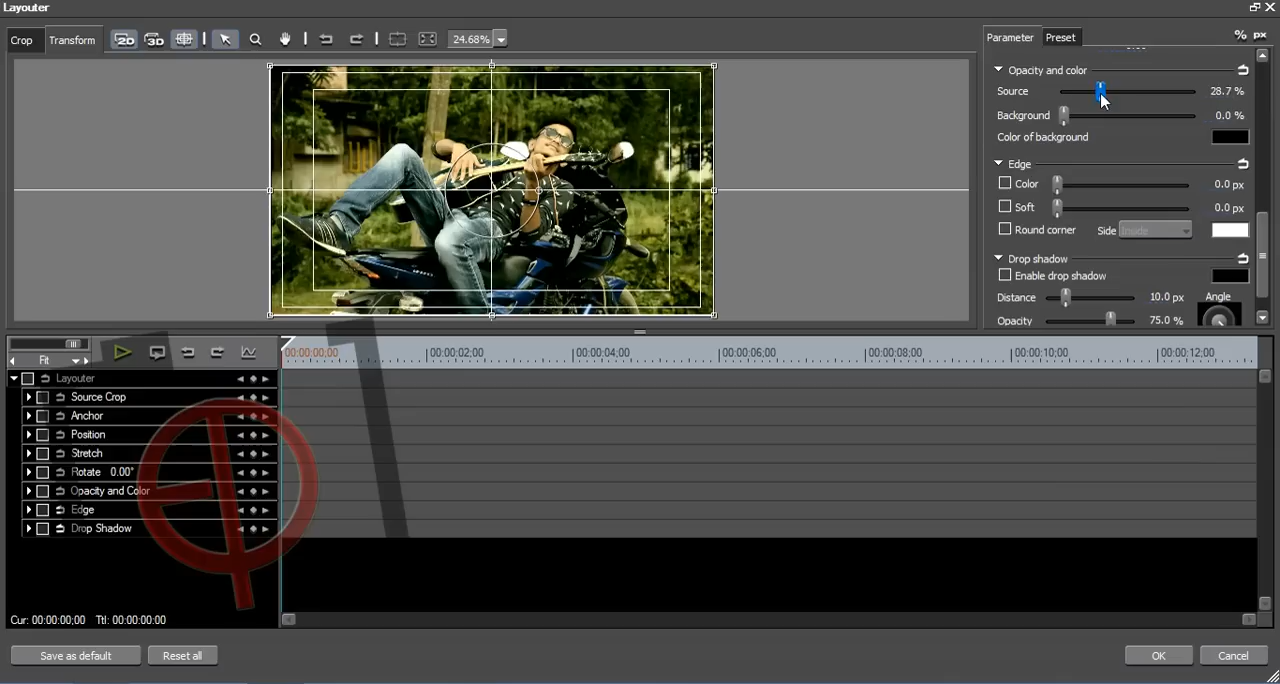 Layouter
Crop Transform 2D 3D 24.68% Parameter Preset % px
Opacity and color
Source 28.7 %
Background 0.0 %
Color of background
Edge
Color 0.0 px
Soft 0.0 px
Round corner Side Inside
Drop shadow
Enable drop shadow
Distance 10.0 px Angle
Opacity 75.0 %
Fit
00:00:00;00 00:00:02;00 00:00:04;00 00:00:06;00 00:00:08;00 00:00:10;00 00:00:12;00
Layouter
Source Crop
Anchor
Position
Stretch
Rotate 0.00°
Opacity and Color
Edge
Drop Shadow
Cur: 00:00:00;00 Ttl: 00:00:00:00
Save as default Reset all OK Cancel